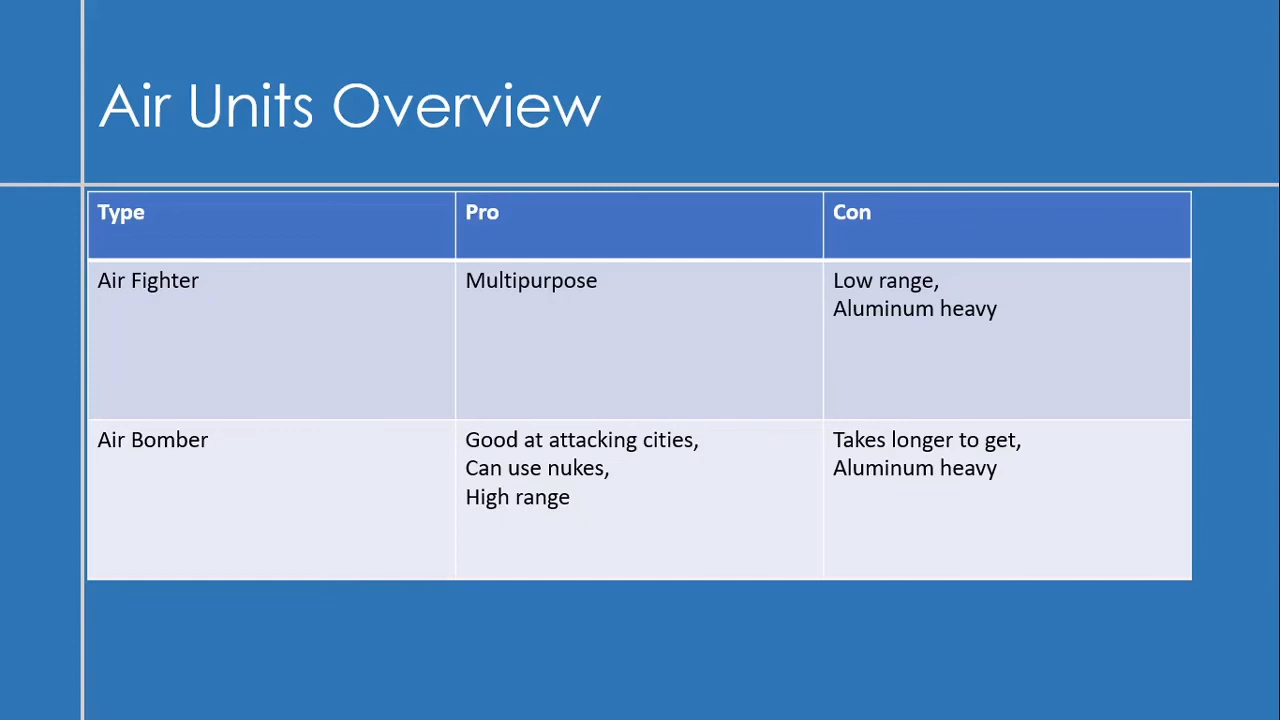 Air Units Overview
Type
Pro
Con
Air Fighter
Multipurpose
Low range,
Aluminum heavy
Air Bomber
Good at attacking cities,
Can use nukes,
High range
Takes longer to get,
Aluminum heavy